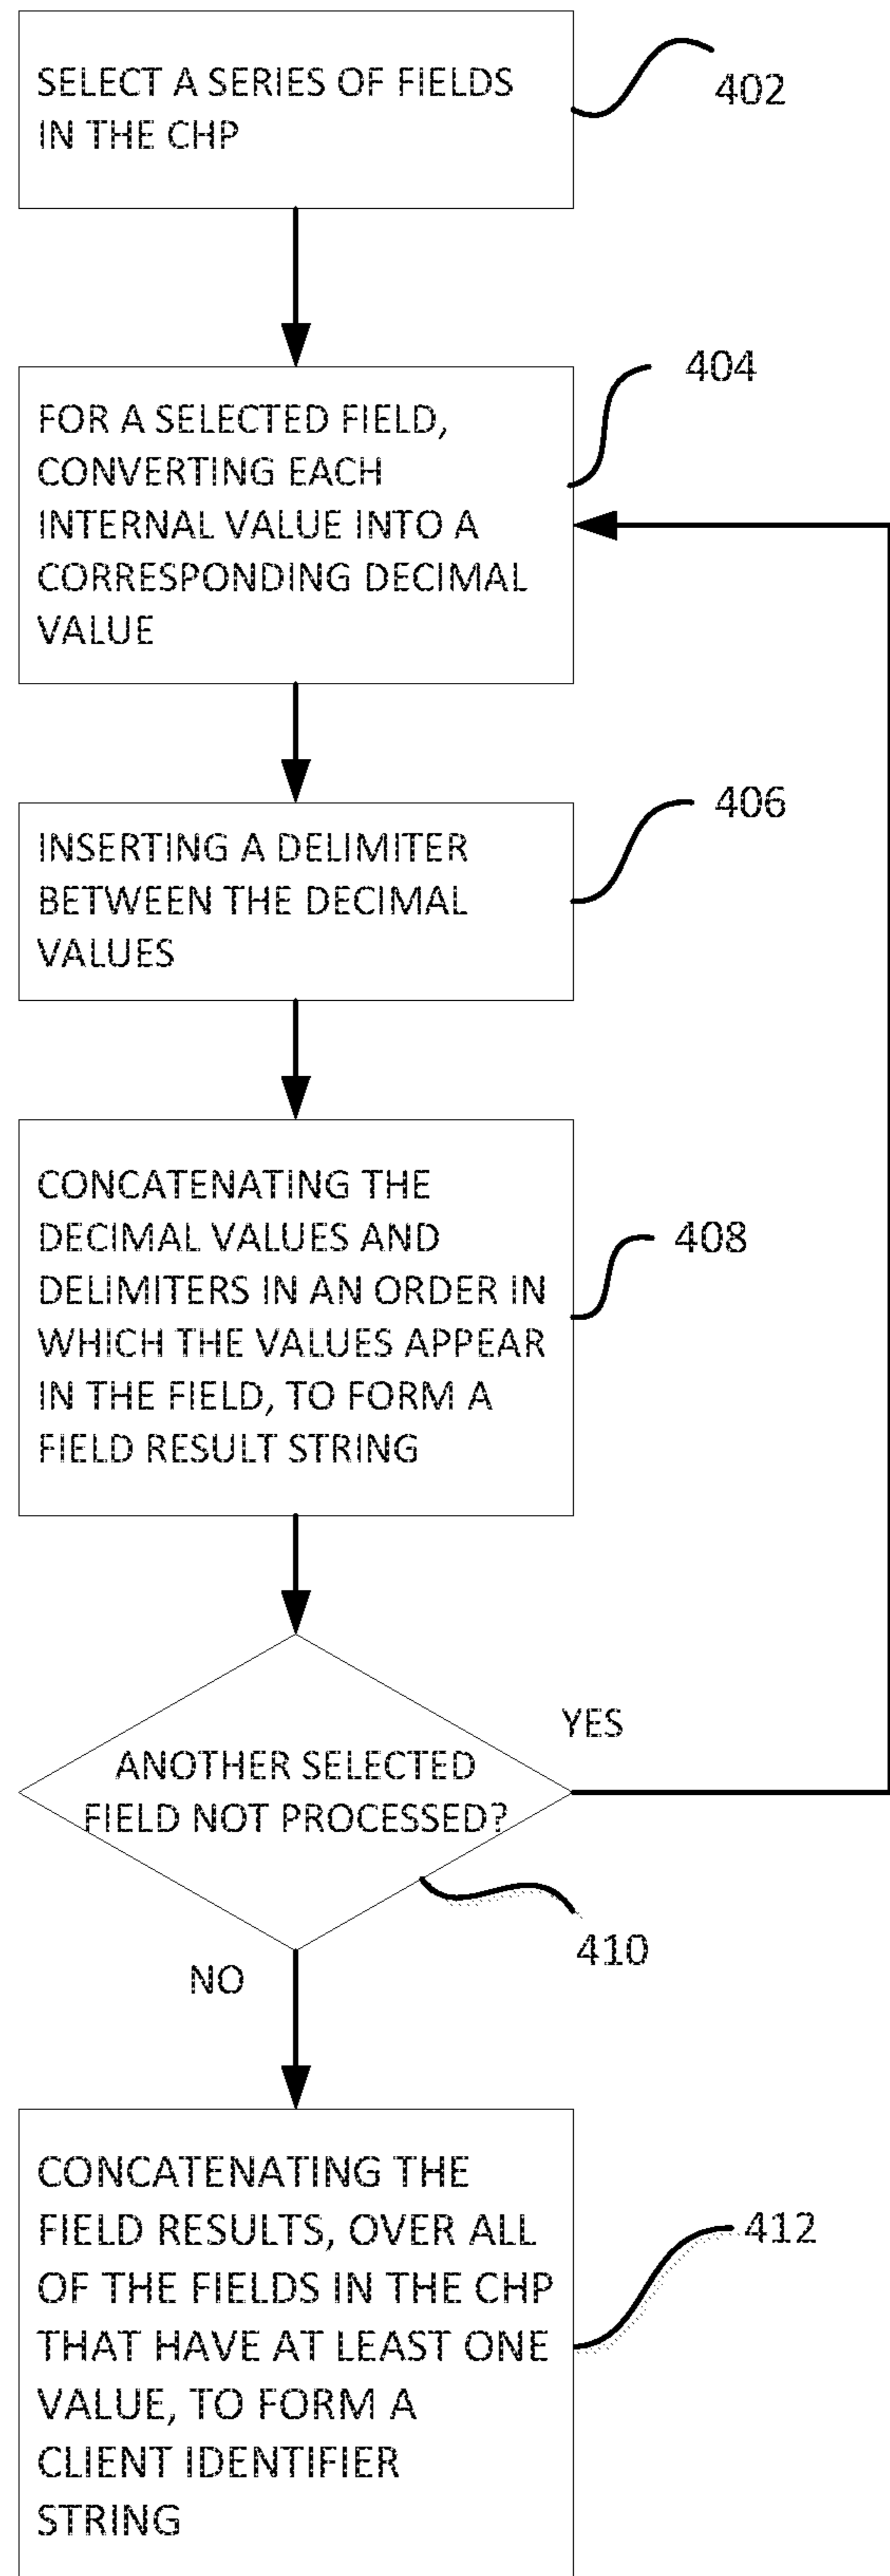 SELECT A SERIES OF FIELDS
IN THE CHP
402
404
FOR A SELECTED FIELD,
CONVERTING EACH
INTERNAL VALUE INTO A
CORRESPONDING DECIMAL
VALUE
406
INSERTING A DELIMITER
BETWEEN THE DECIMAL
VALUES
CONCATENATING THE
DECIMAL VALUES AND
DELIMITERS IN AN ORDER IN
WHICH THE VALUES APPEAR
IN THE FIELD, TO FORM A
FIELD RESULT STRING
408
YES
ANOTHER SELECTED
FIELD NOT PROCESSED?
410
NO
CONCATENATING THE
FIELD RESULTS, OVER ALL
OF THE FIELDS IN THE CHP
THAT HAVE AT LEAST ONE
VALUE, TO FORM A
CLIENT IDENTIFIER
STRING
412